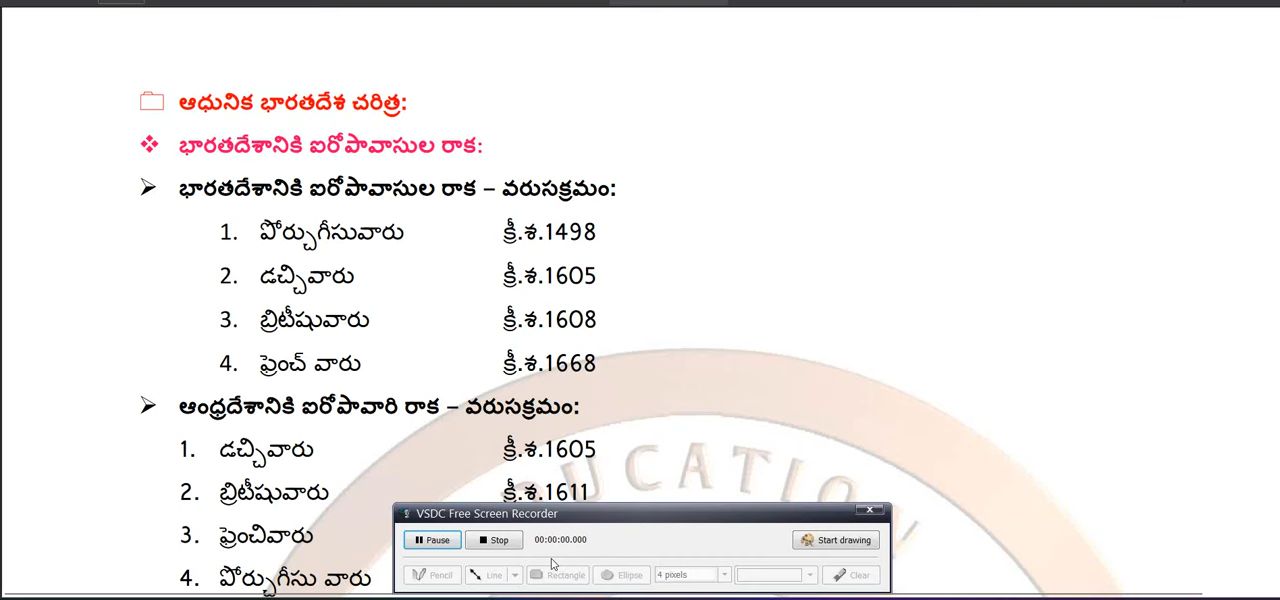 ఆధునిక భారతదేశ చరిత్ర:
భారతదేశానికి ఐరోపావాసుల రాక:
భారతదేశానికి ఐరోపావాసుల రాక – వరుసక్రమం:
1. పోర్చుగీసువారు క్రీ.శ.1498
2. డచ్చివారు క్రీ.శ.1605
3. బ్రిటీషువారు క్రీ.శ.1608
4. ఫ్రెంచ్ వారు క్రీ.శ.1668
ఆంధ్రదేశానికి ఐరోపావారి రాక – వరుసక్రమం:
1. డచ్చివారు క్రీ.శ.1605
UCATION
2. బ్రిటీషువారు క్రీ.శ.1611
VSDC Free Screen Recorder x
3. ఫ్రెంచివారు
Pause Stop 00:00:00.000 Start drawing
4. పోర్చుగీసు వారు
Pencil Line Rectangle Ellipse 4 pixels Clear